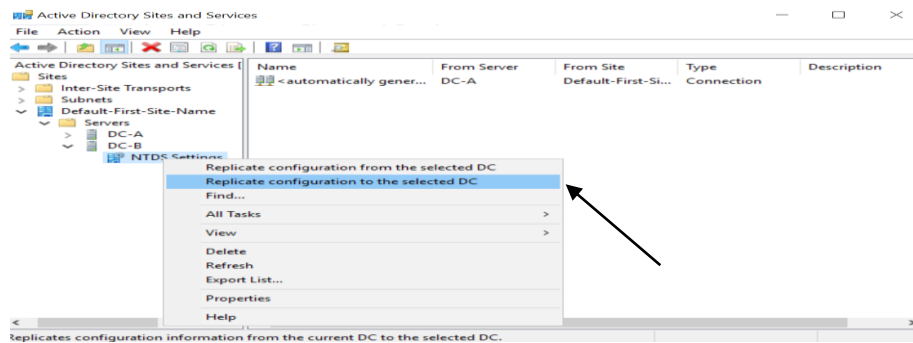 Active Directory Sites and Services
File Action View Help
Active Directory Sites and Services [
Name From Server From Site Type Description
Sites
<automatically gener... DC-A Default-First-Si... Connection
Inter-Site Transports
Subnets
Default-First-Site-Name
Servers
DC-A
DC-B
NTDS Settings
Replicate configuration from the selected DC
Replicate configuration to the selected DC
Find...
All Tasks >
View >
Delete
Refresh
Export List...
Properties
Help
Replicates configuration information from the current DC to the selected DC.